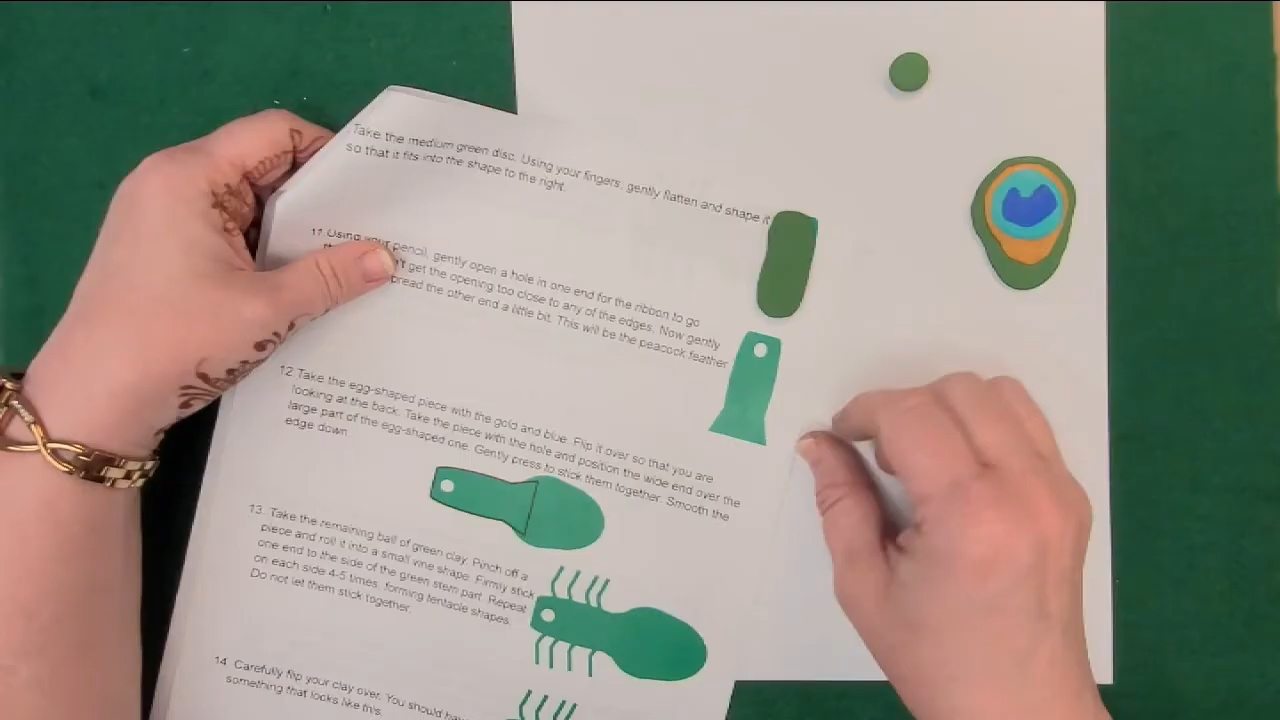 Take the medium green disc. Using your fingers, gently flatten and shape it
so that it fits into the shape to the right.
11. Using your pencil, gently open a hole in one end for the ribbon to go
get the opening too close to any of the edges. Now gently
the other end a little bit. This will be the peacock feather
12 Take the egg-shaped piece with the gold and blue. Flip it over so that you are
looking at the back. Take the piece with the hole and position the wide end over the
large part of the egg-shaped one. Gently press to stick them together. Smooth the
edge down.
13. Take the remaining ball of green clay. Pinch off a
piece and roll it into a small vine shape. Firmly stick
one end to the side of the green stem part. Repeat
on each side 4-5 times, forming tentacle shapes.
Do not let them stick together.
14 Carefully flip your clay over. You should
something that looks like this.